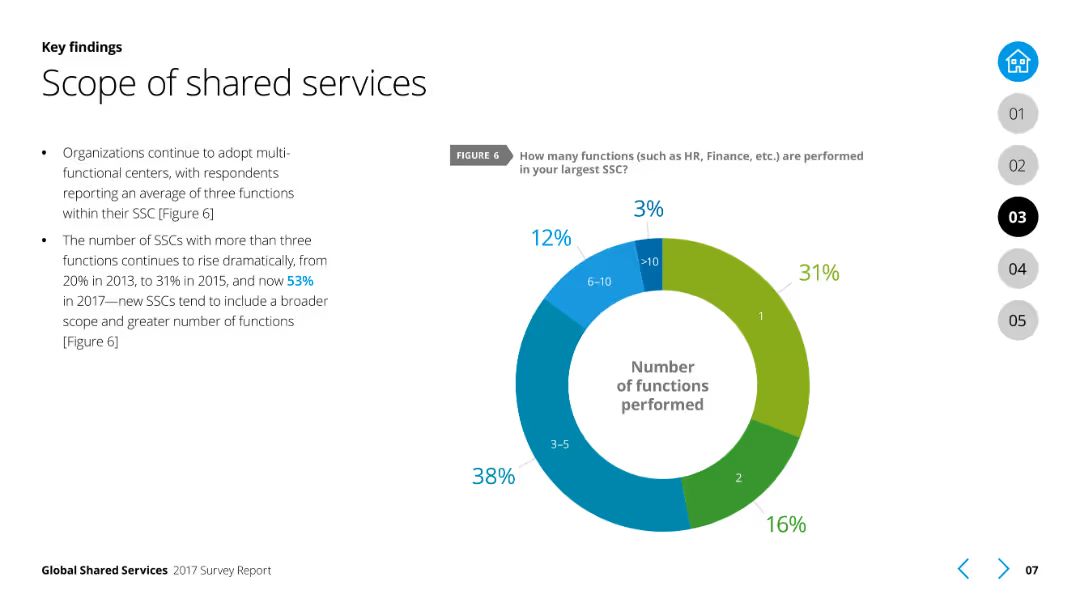 Key findings
Scope of shared services
01
02
03
04
05
• Organizations continue to adopt multi-
functional centers, with respondents
reporting an average of three functions
within their SSC [Figure 6]
• The number of SSCs with more than three
functions continues to rise dramatically, from
20% in 2013, to 31% in 2015, and now 53%
in 2017—new SSCs tend to include a broader
scope and greater number of functions
[Figure 6]
FIGURE 6
How many functions (such as HR, Finance, etc.) are performed
in your largest SSC?
3%
12%
>10
31%
6–10
1
Number
of functions
performed
3–5
38%
2
16%
Global Shared Services 2017 Survey Report
07